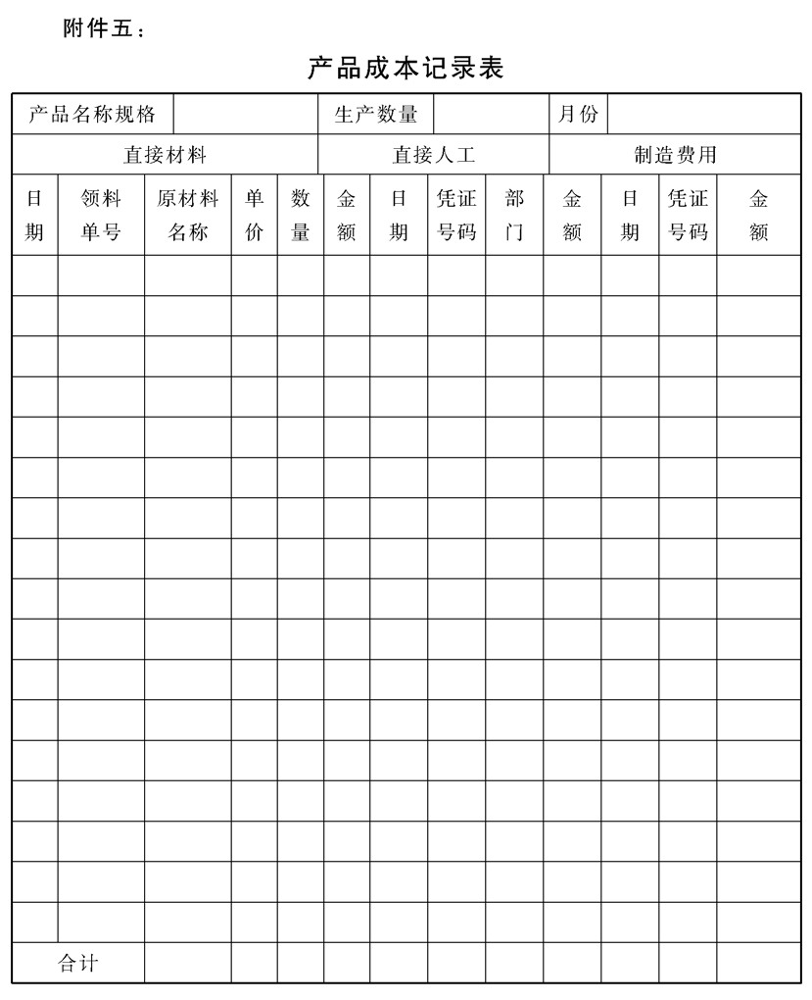 附件五：
产品成本记录表
产品名称规格 生产数量 月份
直接材料 直接人工 制造费用
日期 领料单号 原材料名称 单价 数量 金额 日期 凭证号码 部门 金额 日期 凭证号码 金额
合计